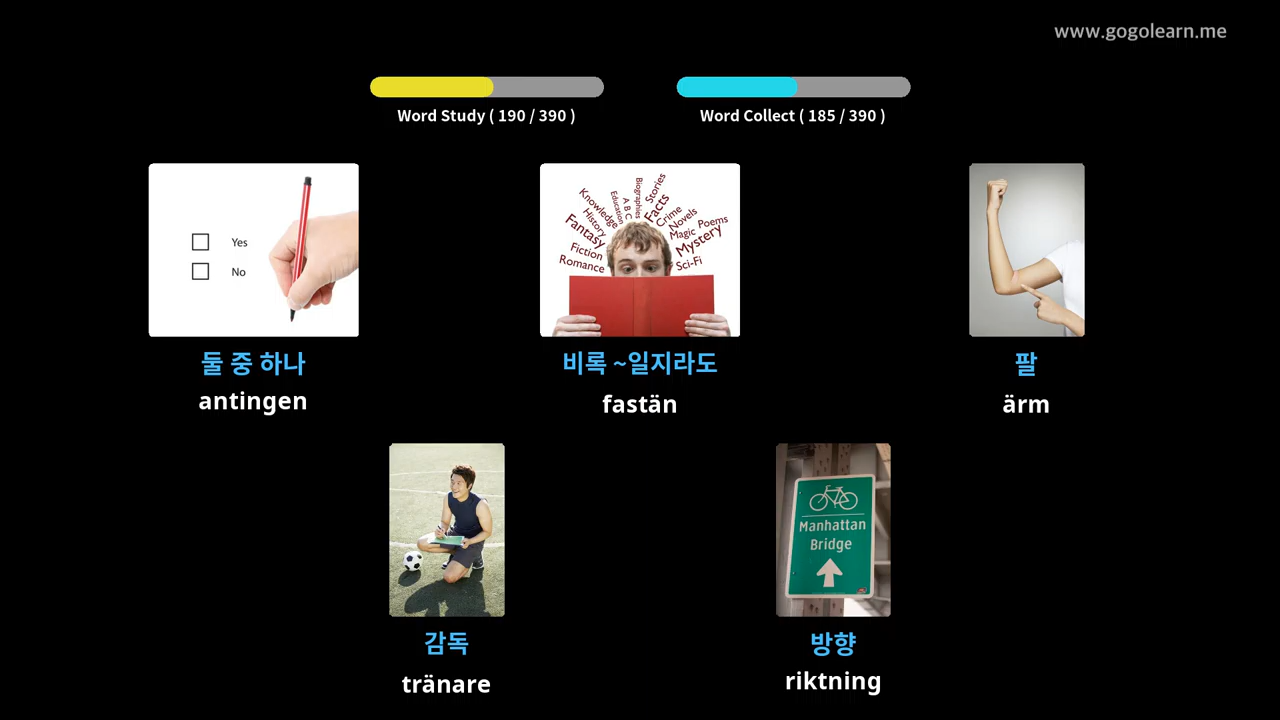 www.gogolearn.me
Word Study ( 190 / 390 )
Word Collect ( 185 / 390 )
Yes
No
Knowledge
History
Fantasy
Fiction
Romance
Education
A B C
Biographies
Stories
Facts
Crime
Novels
Magic
Poems
Mystery
Sci-Fi
둘 중 하나
antingen
비록 ~일지라도
fastän
팔
ärm
Manhattan
Bridge
감독
tränare
방향
riktning